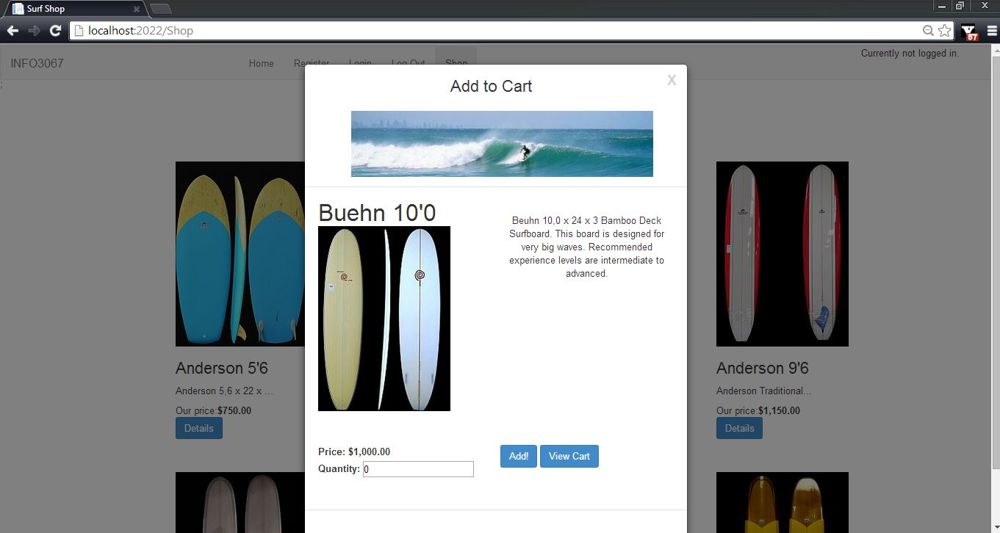 Surf Shop
localhost:2022/Shop
57
INFO3067
Home Register Login Log Out Shop
Currently not logged in.
;
Add to Cart
X
Buehn 10'0
Beuhn 10,0 x 24 x 3 Bamboo Deck
Surfboard. This board is designed for
very big waves. Recommended
experience levels are intermediate to
advanced.
Price: $1,000.00
Quantity: 0
Add! View Cart
Anderson 5'6
Anderson 5,6 x 22 x ...
Our price:$750.00
Details
Anderson 9'6
Anderson Traditional...
Our price:$1,150.00
Details